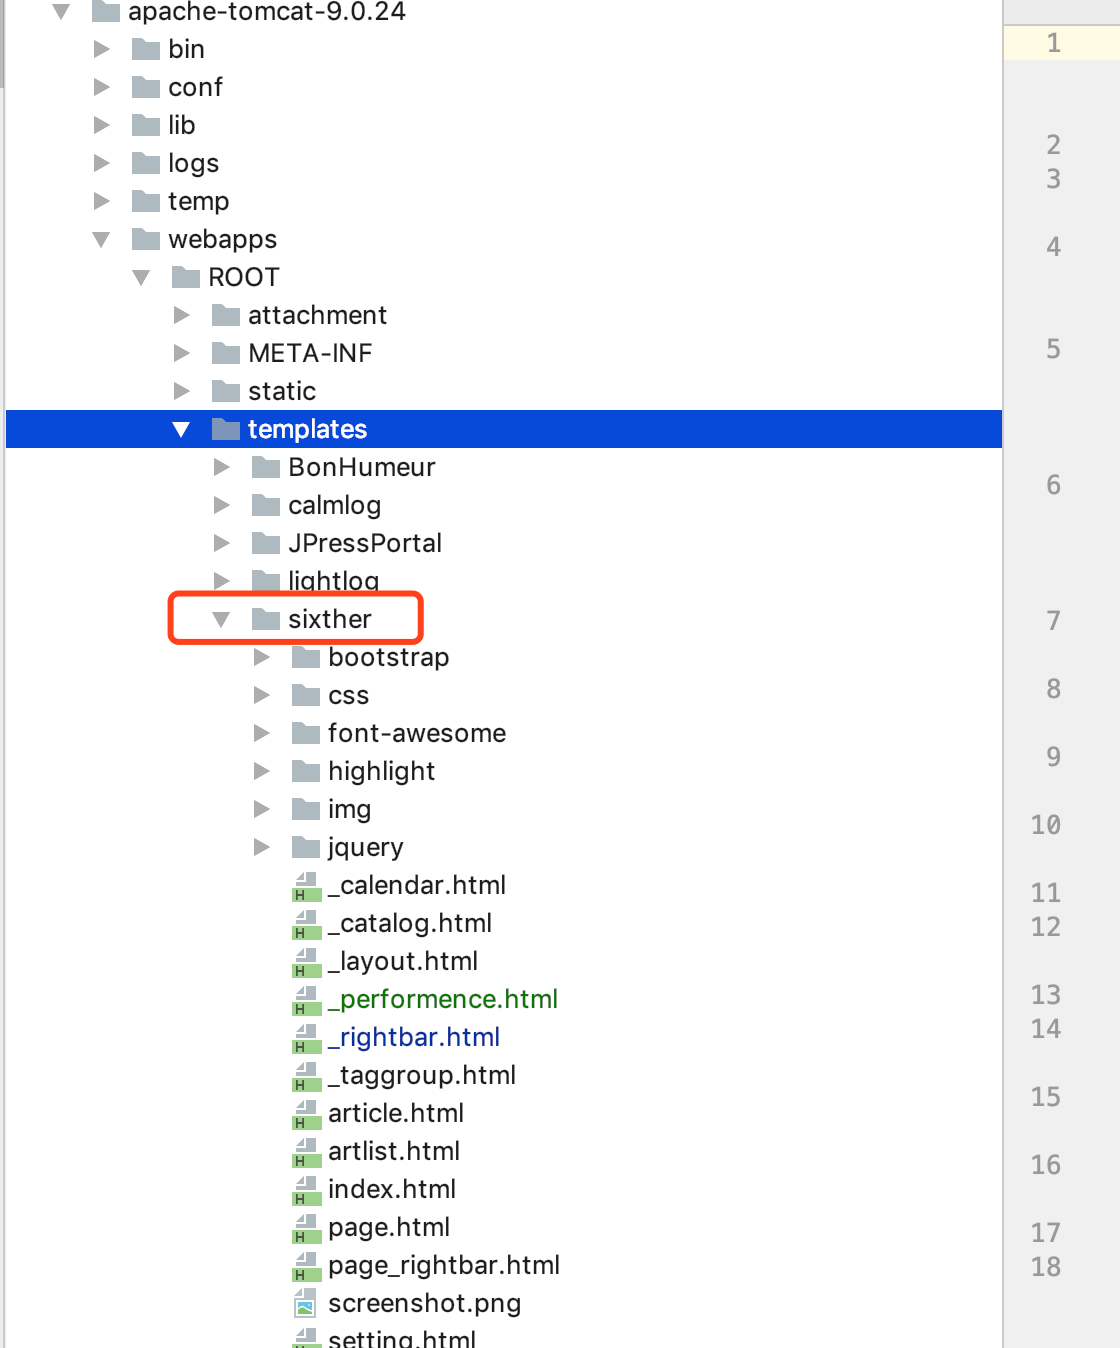 apache-tomcat-9.0.24
bin
conf
lib
logs
temp
webapps
ROOT
attachment
META-INF
static
templates
BonHumeur
calmlog
JPressPortal
lightlog
sixther
bootstrap
css
font-awesome
highlight
img
jquery
_calendar.html
_catalog.html
_layout.html
_performence.html
_rightbar.html
_taggroup.html
article.html
artlist.html
index.html
page.html
page_rightbar.html
screenshot.png
setting.html
1
2
3
4
5
6
7
8
9
10
11
12
13
14
15
16
17
18